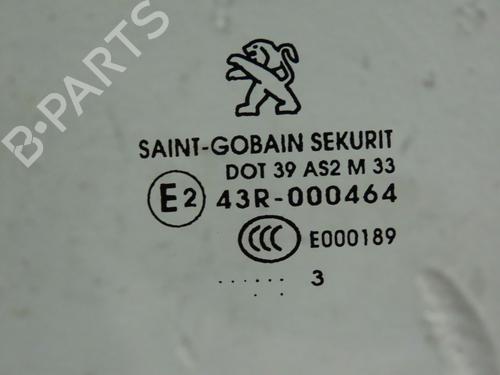 B-PARTS
SAINT-GOBAIN SEKURIT
DOT 39 AS2 M 33
E2 43R-000464
CCC E000189
...... 3